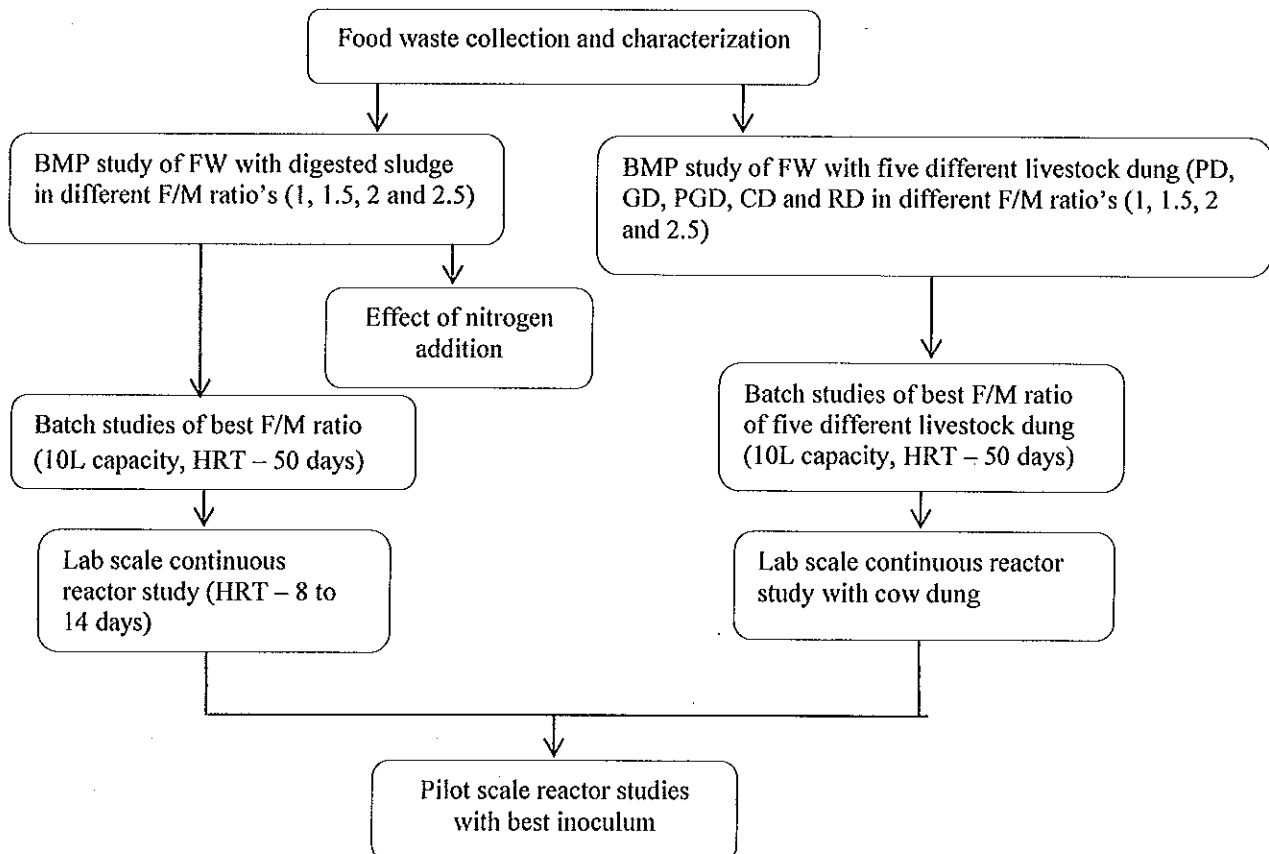 Food waste collection and characterization
BMP study of FW with digested sludge
in different F/M ratio's (1, 1.5, 2 and 2.5)
BMP study of FW with five different livestock dung (PD,
GD, PGD, CD and RD in different F/M ratio's (1, 1.5, 2
and 2.5)
Effect of nitrogen
addition
Batch studies of best F/M ratio
(10L capacity, HRT – 50 days)
Batch studies of best F/M ratio
of five different livestock dung
(10L capacity, HRT – 50 days)
Lab scale continuous
reactor study (HRT – 8 to
14 days)
Lab scale continuous reactor
study with cow dung
Pilot scale reactor studies
with best inoculum